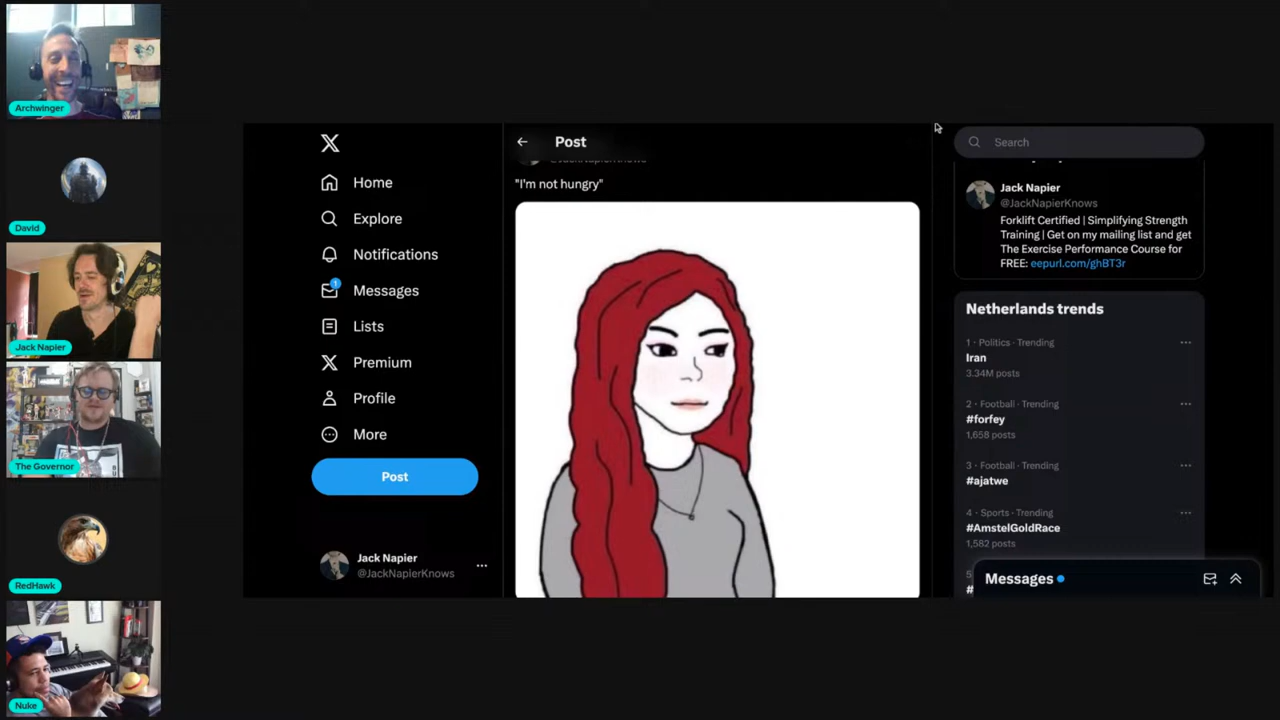 Archwinger
David
Jack Napier
The Governor
RedHawk
Nuke
X
Home
Explore
Notifications
1
Messages
Lists
Premium
Profile
More
Post
Jack Napier
@JackNapierKnows
Post
@JackNapierKnows
"I'm not hungry"
Search
Jack Napier
@JackNapierKnows
Forklift Certified | Simplifying Strength
Training | Get on my mailing list and get
The Exercise Performance Course for
FREE: eepurl.com/ghBT3r
Netherlands trends
1 · Politics · Trending
Iran
3.34M posts
2 · Football · Trending
#forfey
1,658 posts
3 · Football · Trending
#ajatwe
4 · Sports · Trending
#AmstelGoldRace
1,582 posts
5
#
Messages